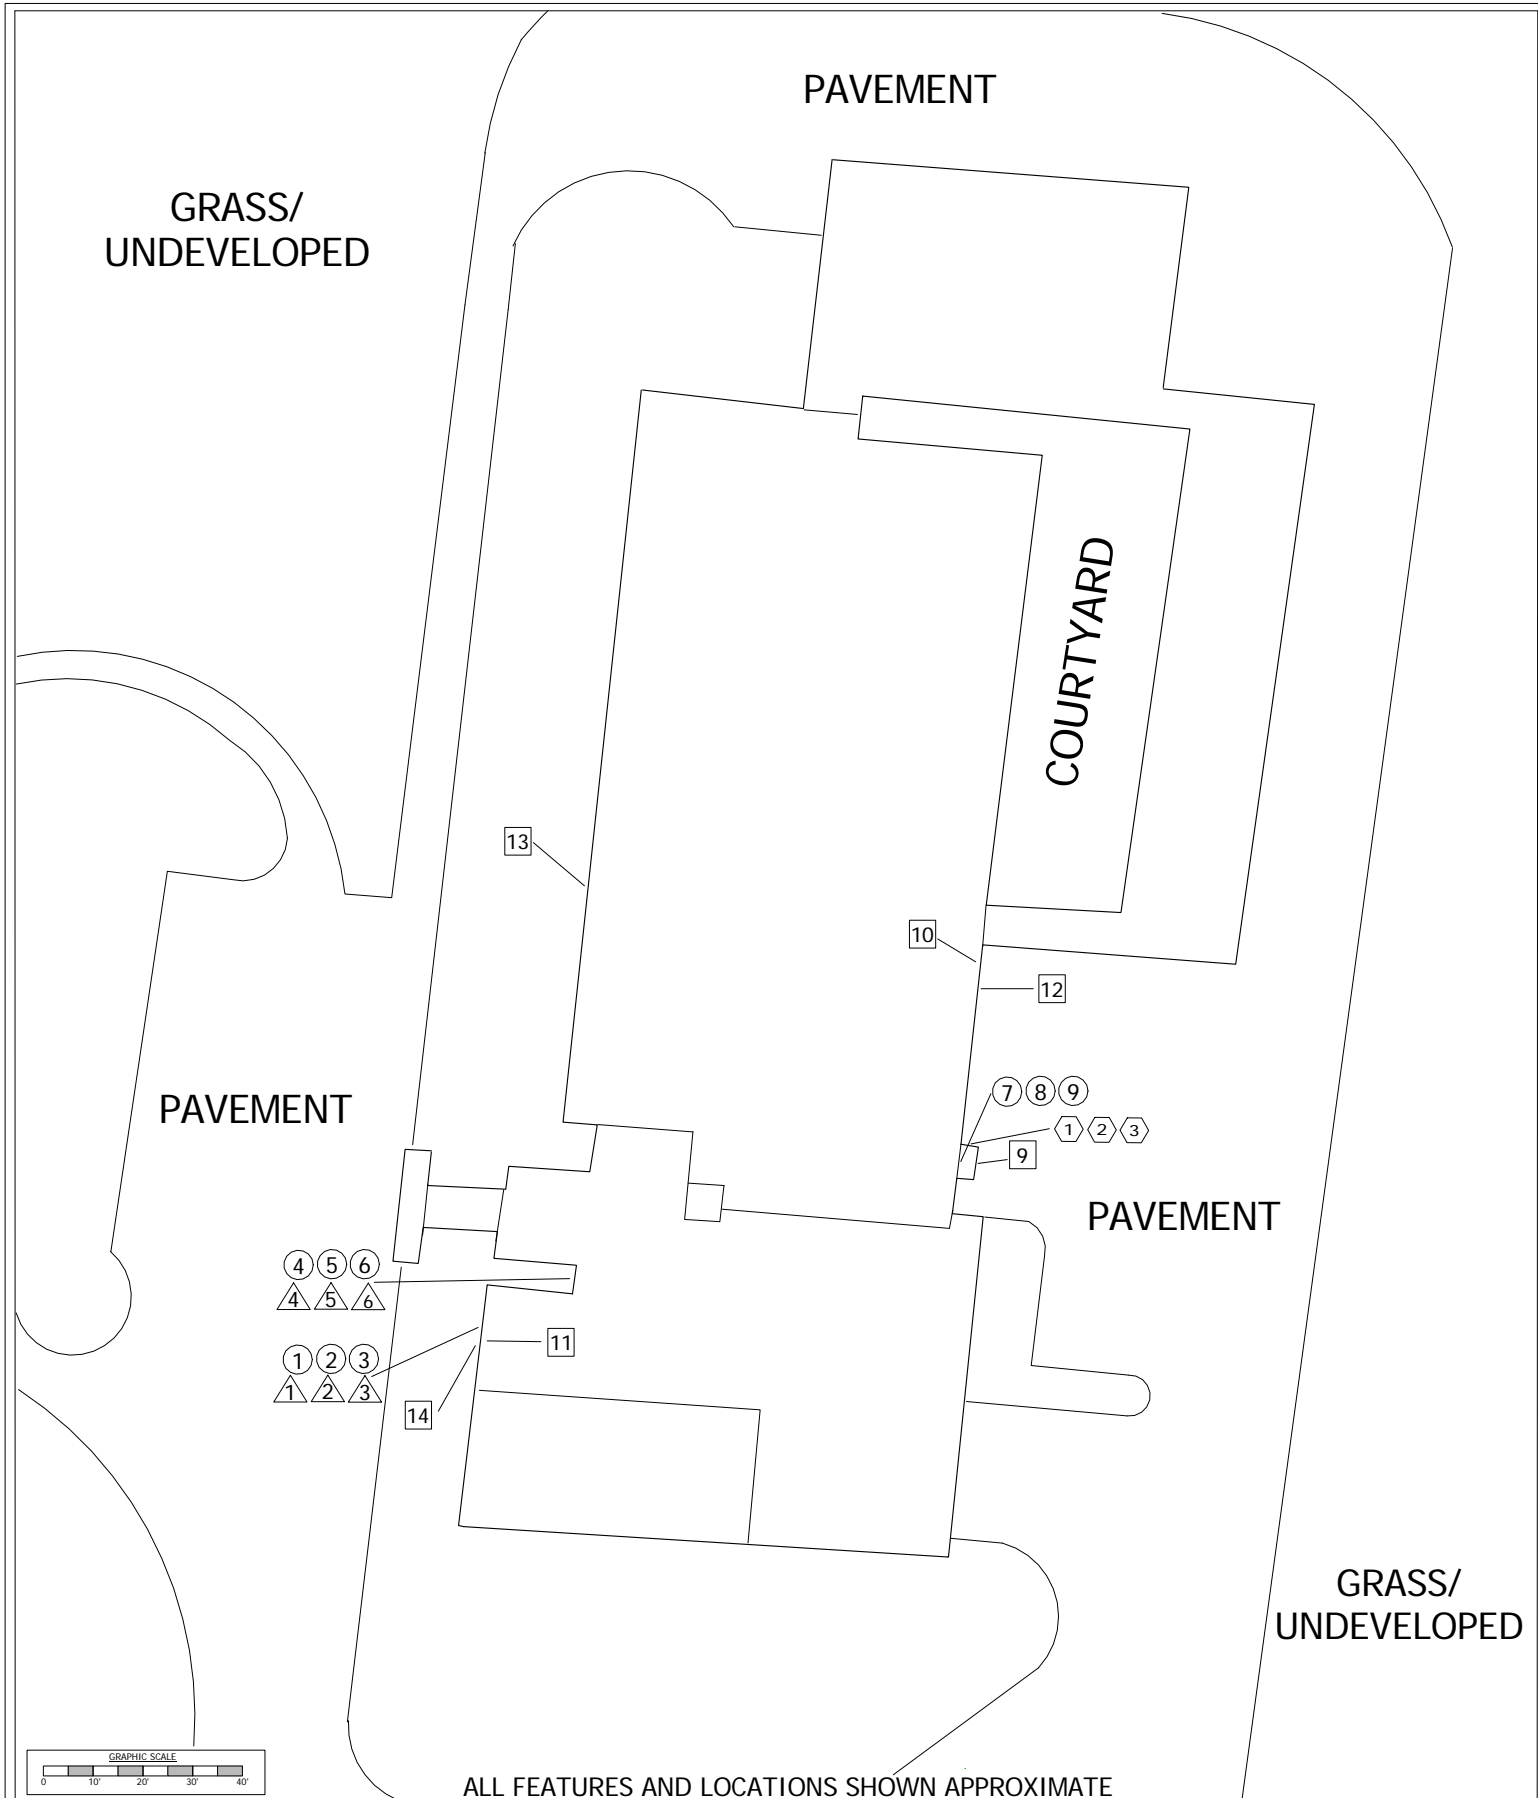 PAVEMENT
GRASS/
UNDEVELOPED
COURTYARD
13
10
12
7 8 9
1 2 3
9
PAVEMENT
PAVEMENT
4 5 6
4 5 6
11
1 2 3
1 2 3
14
GRASS/
UNDEVELOPED
GRAPHIC SCALE
0 10' 20' 30' 40'
ALL FEATURES AND LOCATIONS SHOWN APPROXIMATE